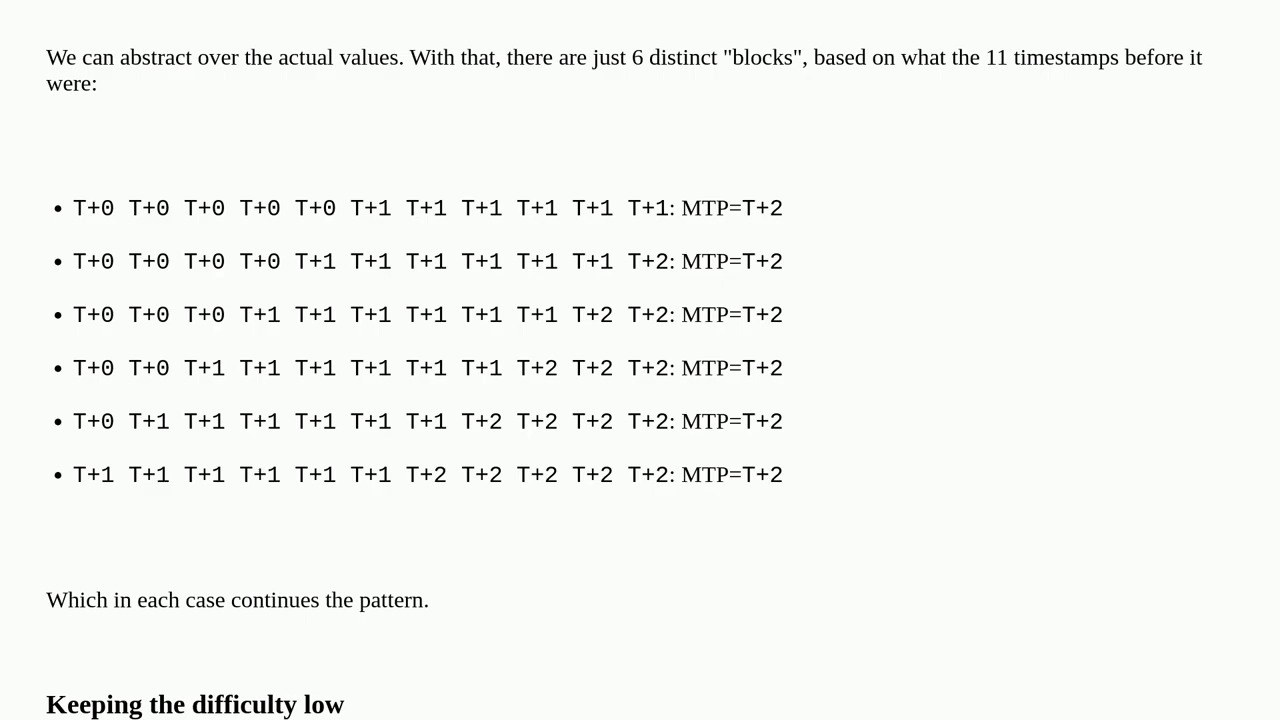 We can abstract over the actual values. With that, there are just 6 distinct "blocks", based on what the 11 timestamps before it
were:
• T+0 T+0 T+0 T+0 T+0 T+1 T+1 T+1 T+1 T+1 T+1: MTP=T+2
• T+0 T+0 T+0 T+0 T+1 T+1 T+1 T+1 T+1 T+1 T+2: MTP=T+2
• T+0 T+0 T+0 T+1 T+1 T+1 T+1 T+1 T+1 T+2 T+2: MTP=T+2
• T+0 T+0 T+1 T+1 T+1 T+1 T+1 T+1 T+2 T+2 T+2: MTP=T+2
• T+0 T+1 T+1 T+1 T+1 T+1 T+1 T+2 T+2 T+2 T+2: MTP=T+2
• T+1 T+1 T+1 T+1 T+1 T+1 T+2 T+2 T+2 T+2 T+2: MTP=T+2
Which in each case continues the pattern.
Keeping the difficulty low